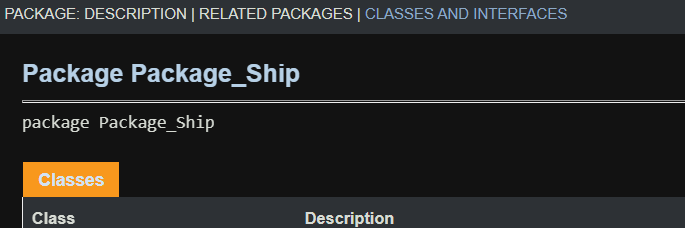 PACKAGE: DESCRIPTION | RELATED PACKAGES | CLASSES AND INTERFACES
Package Package_Ship
package Package_Ship
Classes
Class Description